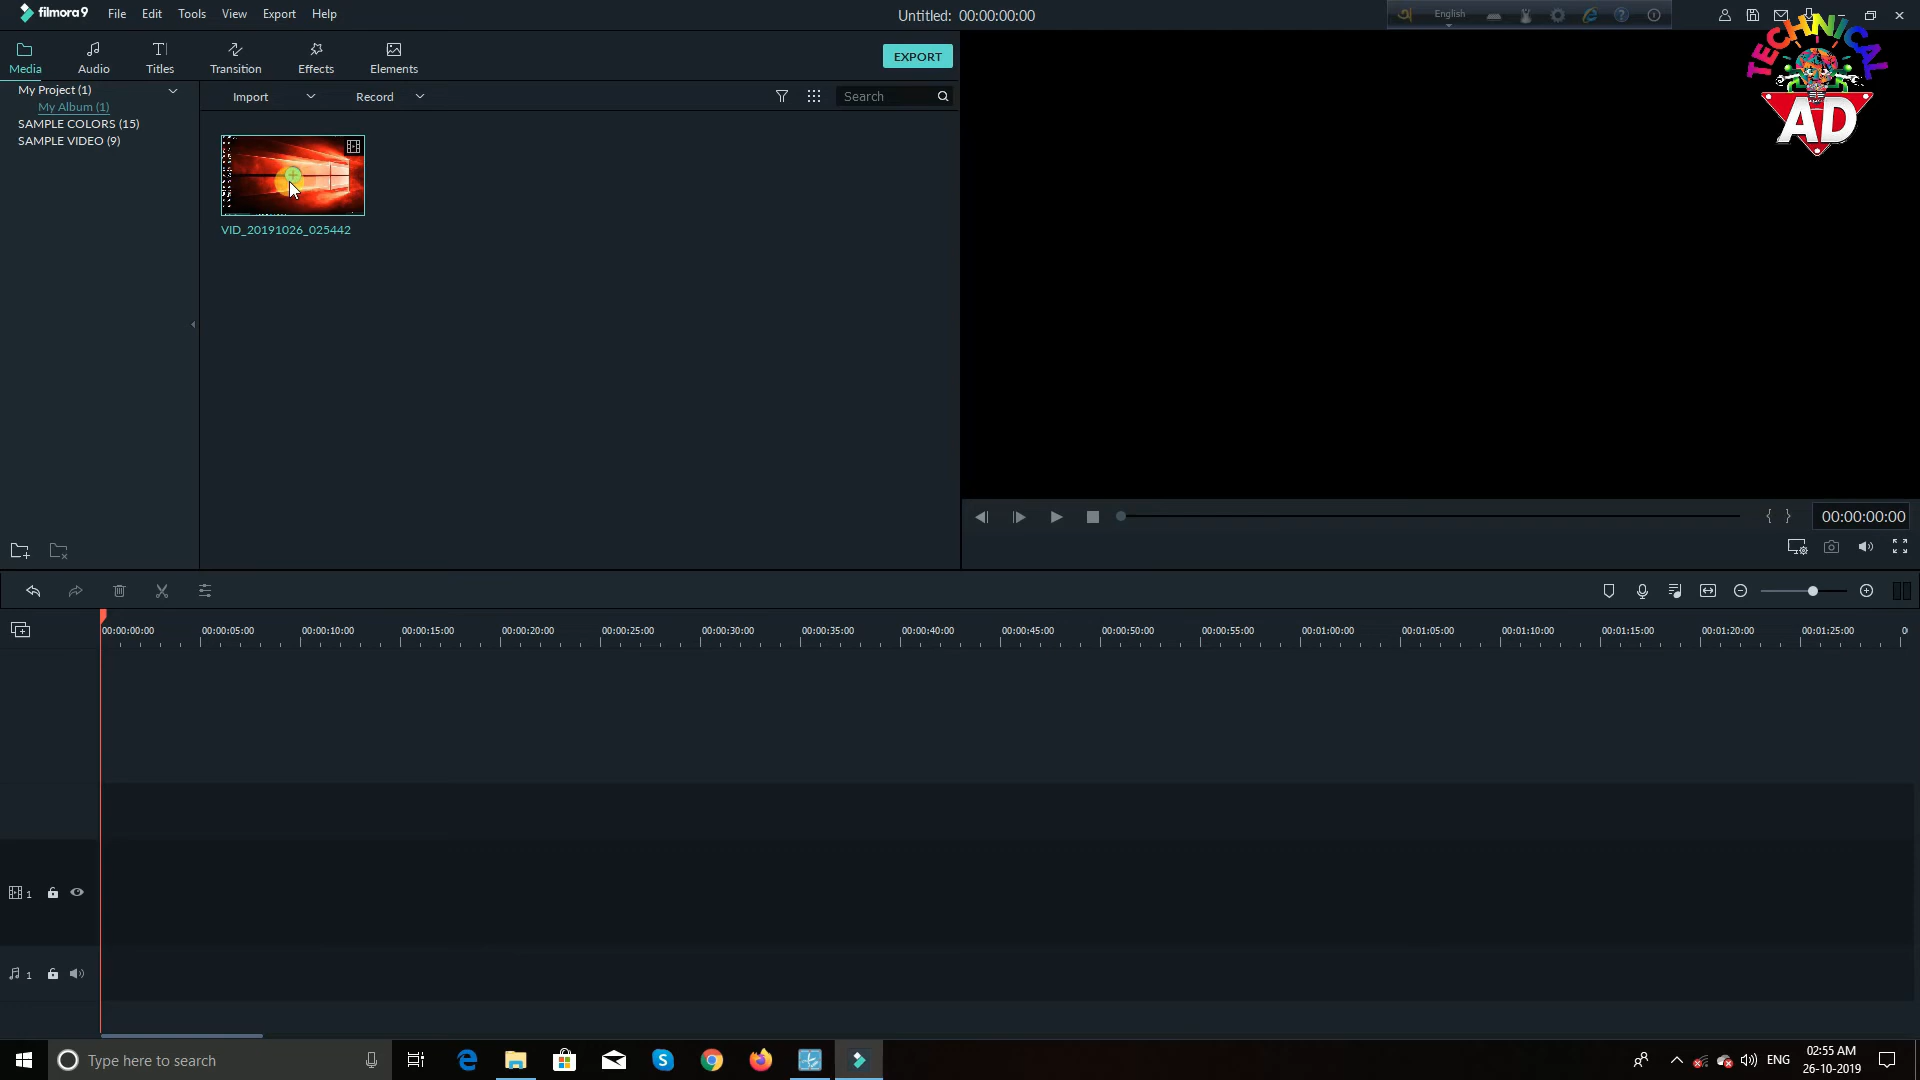 filmora9 File Edit Tools View Export Help
Untitled: 00:00:00:00
English
TECHNICAL
AD
Media Audio Titles Transition Effects Elements
EXPORT
My Project (1)
My Album (1)
SAMPLE COLORS (15)
SAMPLE VIDEO (9)
Import Record Search
VID_20191026_025442
00:00:00:00
00:00:00:00 00:00:05:00 00:00:10:00 00:00:15:00 00:00:20:00 00:00:25:00 00:00:30:00 00:00:35:00 00:00:40:00 00:00:45:00 00:00:50:00 00:00:55:00 00:01:00:00 00:01:05:00 00:01:10:00 00:01:15:00 00:01:20:00 00:01:25:00
1
1
Type here to search
ENG
02:55 AM
26-10-2019